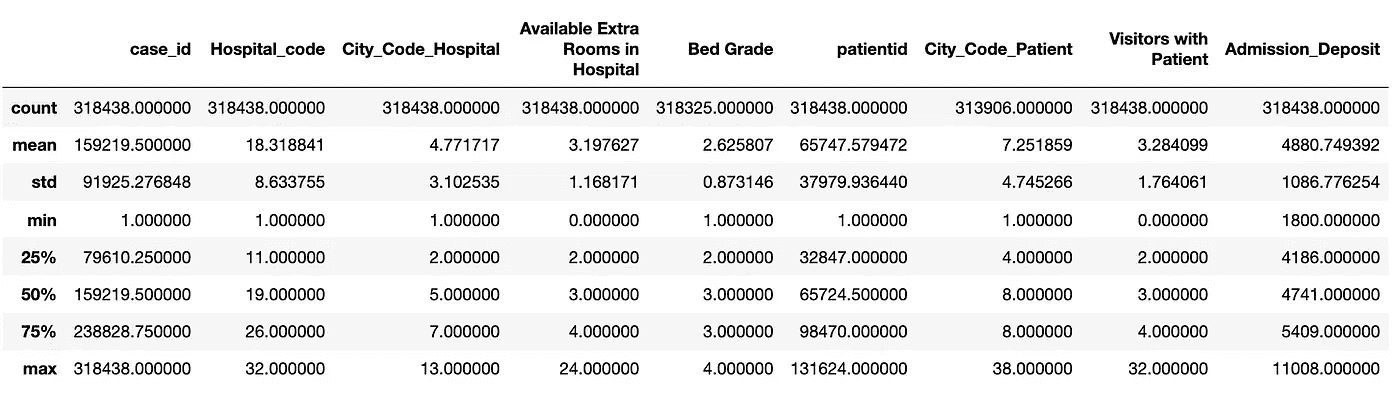 case_id Hospital_code City_Code_Hospital Available Extra Rooms in Hospital Bed Grade patientid City_Code_Patient Visitors with Patient Admission_Deposit
count 318438.000000 318438.000000 318438.000000 318438.000000 318325.000000 318438.000000 313906.000000 318438.000000 318438.000000
mean 159219.500000 18.318841 4.771717 3.197627 2.625807 65747.579472 7.251859 3.284099 4880.749392
std 91925.276848 8.633755 3.102535 1.168171 0.873146 37979.936440 4.745266 1.764061 1086.776254
min 1.000000 1.000000 1.000000 0.000000 1.000000 1.000000 1.000000 0.000000 1800.000000
25% 79610.250000 11.000000 2.000000 2.000000 2.000000 32847.000000 4.000000 2.000000 4186.000000
50% 159219.500000 19.000000 5.000000 3.000000 3.000000 65724.500000 8.000000 3.000000 4741.000000
75% 238828.750000 26.000000 7.000000 4.000000 3.000000 98470.000000 8.000000 4.000000 5409.000000
max 318438.000000 32.000000 13.000000 24.000000 4.000000 131624.000000 38.000000 32.000000 11008.000000